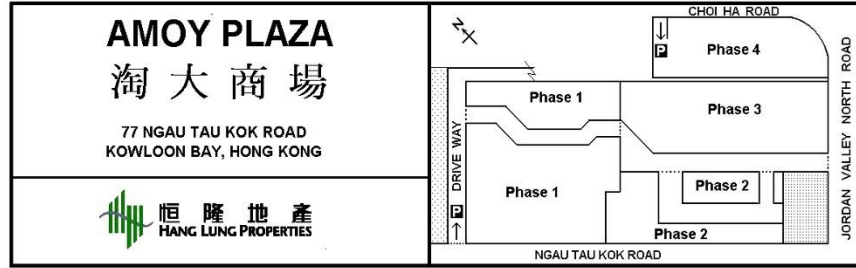 AMOY PLAZA
淘大商場
77 NGAU TAU KOK ROAD
KOWLOON BAY, HONG KONG
恒隆地產
HANG LUNG PROPERTIES
N
CHOI HA ROAD
P
Phase 4
Phase 1
Phase 3
JORDAN VALLEY NORTH ROAD
DRIVE WAY
P
Phase 1
Phase 2
Phase 2
NGAU TAU KOK ROAD